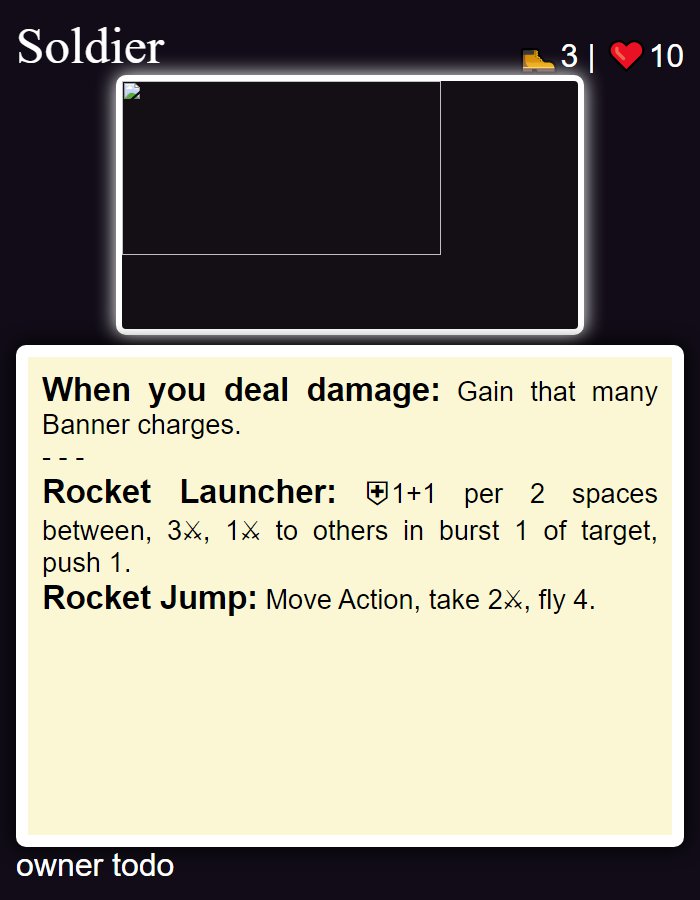 Soldier
🥾3 | ❤️10
When you deal damage: Gain that many
Banner charges.
- - -
Rocket Launcher: ⛨1+1 per 2 spaces
between, 3⚔, 1⚔ to others in burst 1 of target,
push 1.
Rocket Jump: Move Action, take 2⚔, fly 4.
owner todo